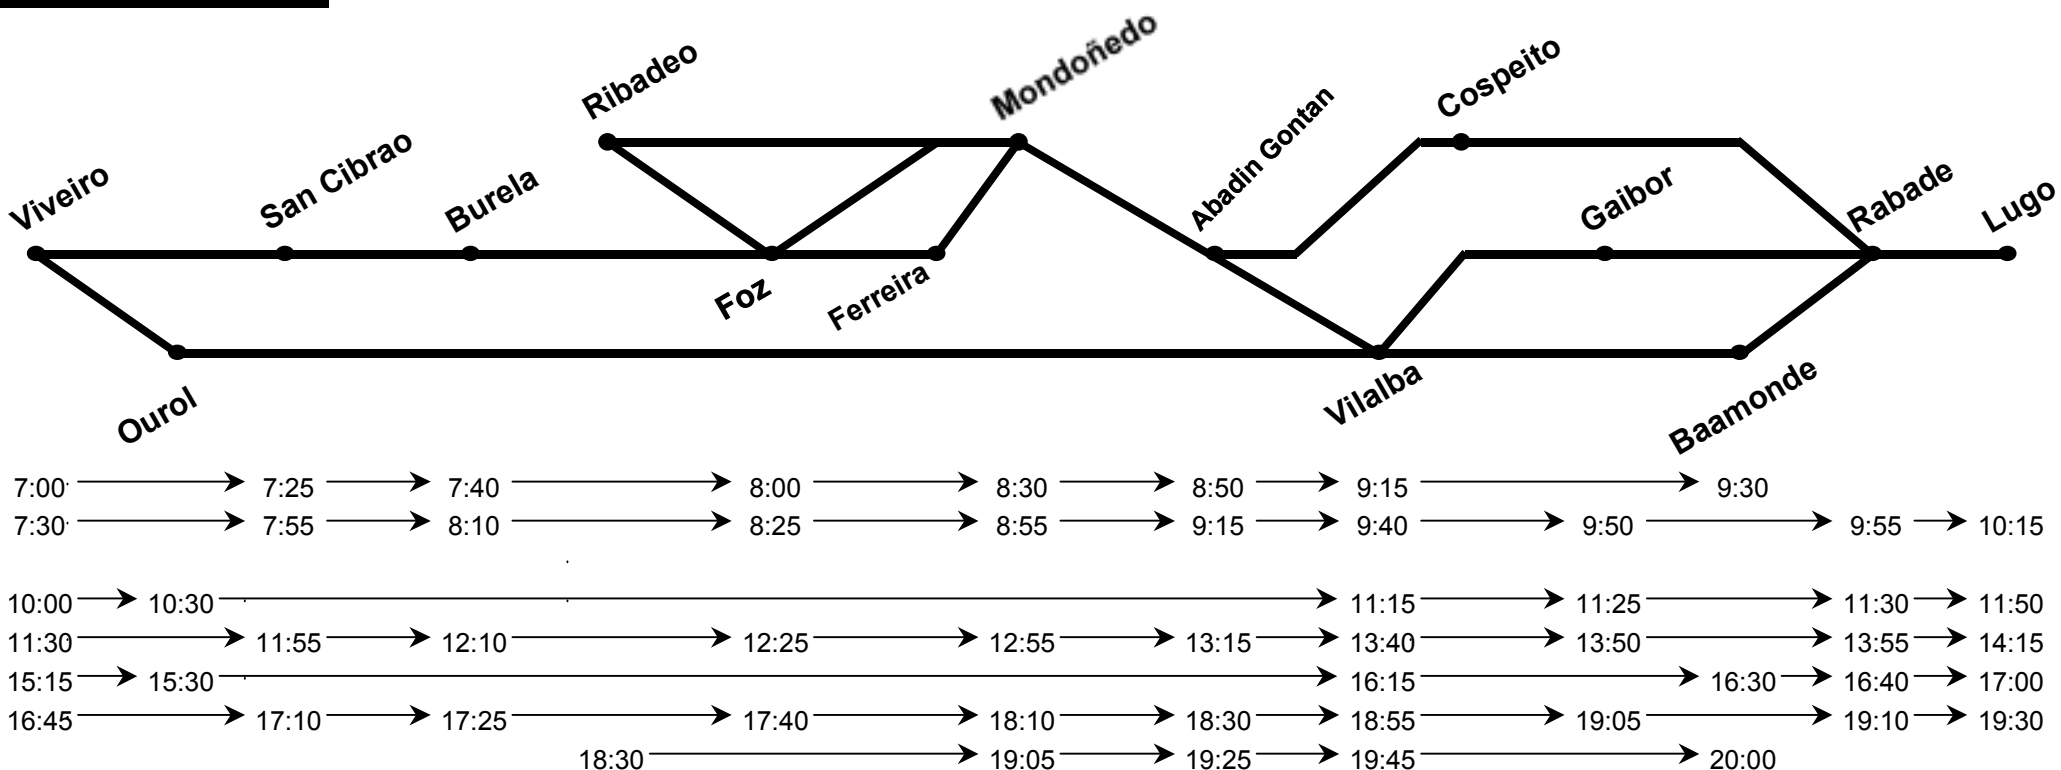 Ribadeo
Mondoñedo
Cospeito
Abadin Gontan
Viveiro
San Cibrao
Burela
Gaibor
Rabade
Lugo
Foz
Ferreira
Ourol
Vilalba
Baamonde
7:00 7:25 7:40 8:00 8:30 8:50 9:15 9:30
7:30 7:55 8:10 8:25 8:55 9:15 9:40 9:50 9:55 10:15
10:00 10:30 11:15 11:25 11:30 11:50
11:30 11:55 12:10 12:25 12:55 13:15 13:40 13:50 13:55 14:15
15:15 15:30 16:15 16:30 16:40 17:00
16:45 17:10 17:25 17:40 18:10 18:30 18:55 19:05 19:10 19:30
18:30 19:05 19:25 19:45 20:00